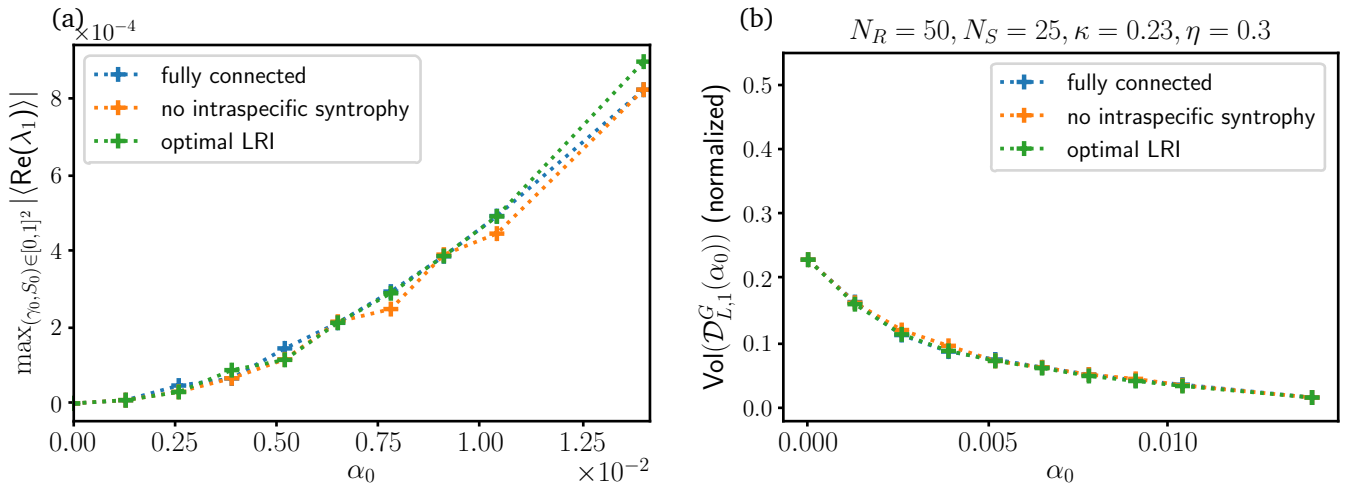 (a)
×10⁻⁴
max_{(γ₀,S₀)∈[0,1]²} |⟨Re(λ₁)⟩|
8
6
4
2
0
fully connected
no intraspecific syntrophy
optimal LRI
0.00
0.25
0.50
0.75
1.00
1.25
α₀
×10⁻²
(b)
N_R = 50, N_S = 25, κ = 0.23, η = 0.3
Vol(𝒟^G_{L,1}(α₀)) (normalized)
0.5
0.4
0.3
0.2
0.1
0.0
fully connected
no intraspecific syntrophy
optimal LRI
0.000
0.005
0.010
α₀